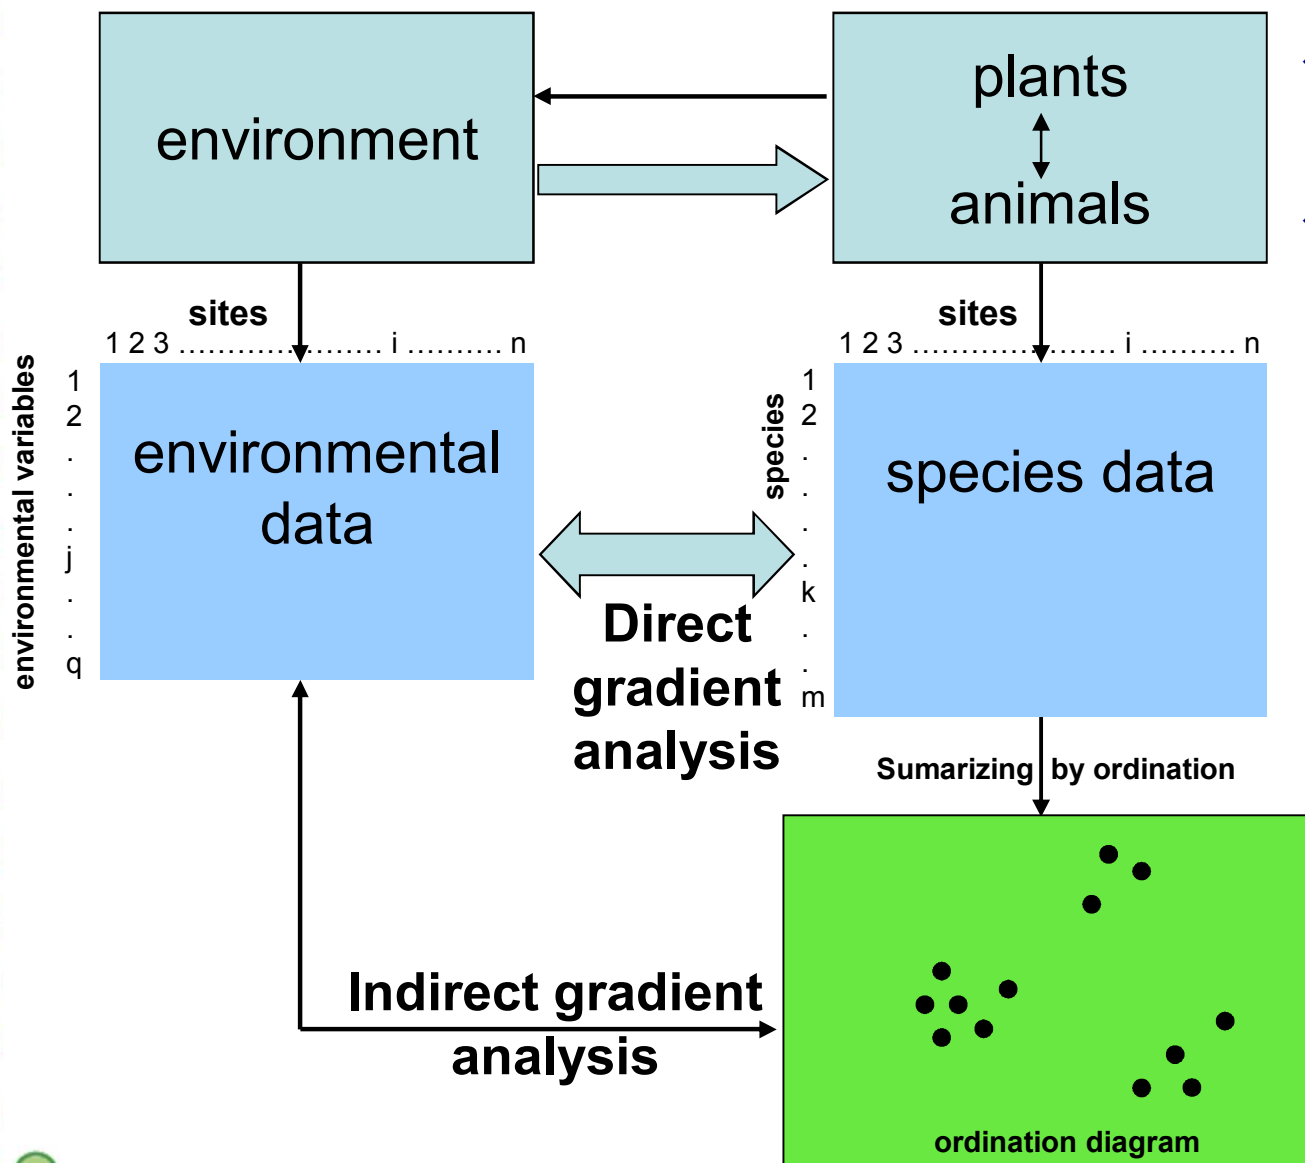 environment
plants
animals
sites
1 2 3 ..................... i .......... n
environmental variables
1
2
.
.
.
j
.
.
q
environmental
data
sites
1 2 3 ..................... i .......... n
species
1
2
.
.
.
.
k
.
.
m
species data
Direct
gradient
analysis
Sumarizing by ordination
Indirect gradient
analysis
ordination diagram